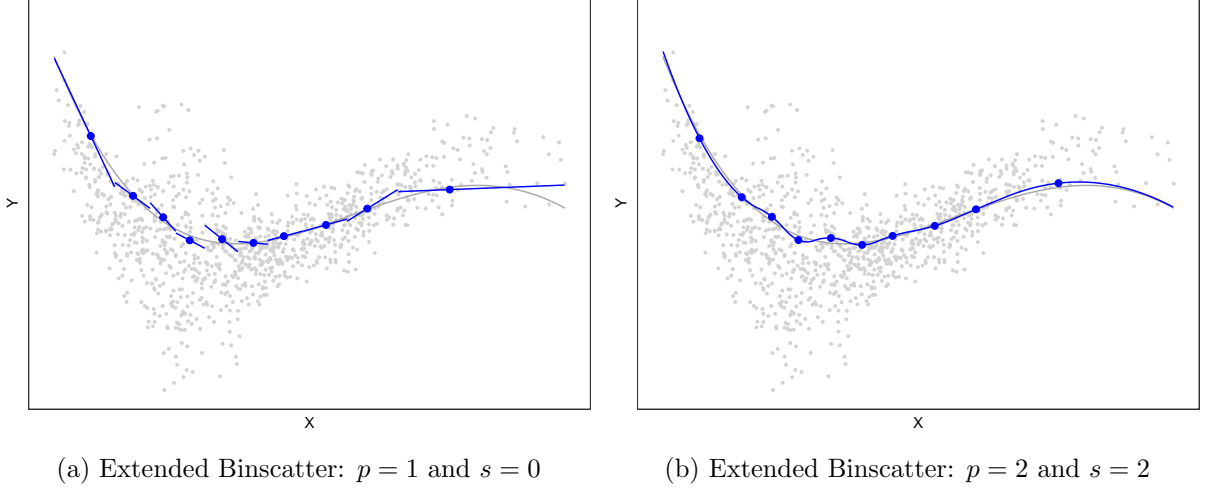 Y
X
Y
X
(a) Extended Binscatter: p = 1 and s = 0
(b) Extended Binscatter: p = 2 and s = 2